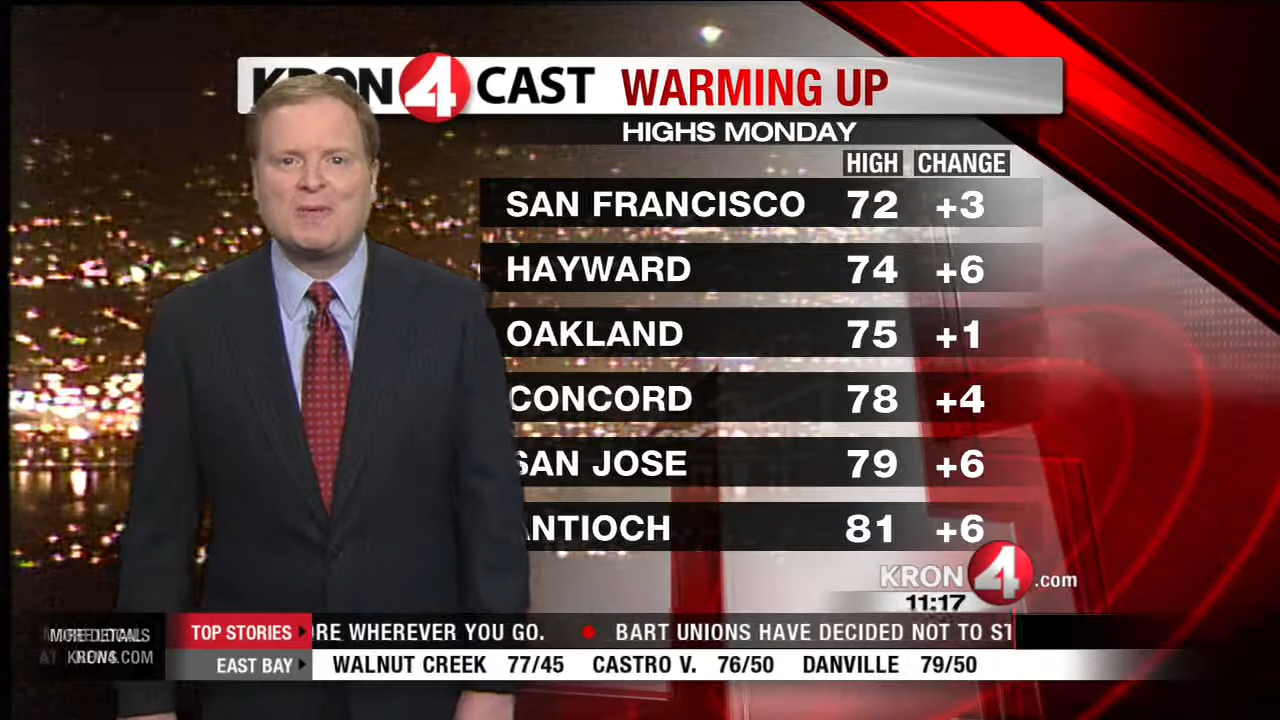 KRON 4 CAST WARMING UP
HIGHS MONDAY
HIGH CHANGE
SAN FRANCISCO 72 +3
HAYWARD 74 +6
OAKLAND 75 +1
CONCORD 78 +4
SAN JOSE 79 +6
ANTIOCH 81 +6
KRON 4 .com
11:17
TOP STORIES RE WHEREVER YOU GO. • BART UNIONS HAVE DECIDED NOT TO ST
EAST BAY WALNUT CREEK 77/45 CASTRO V. 76/50 DANVILLE 79/50